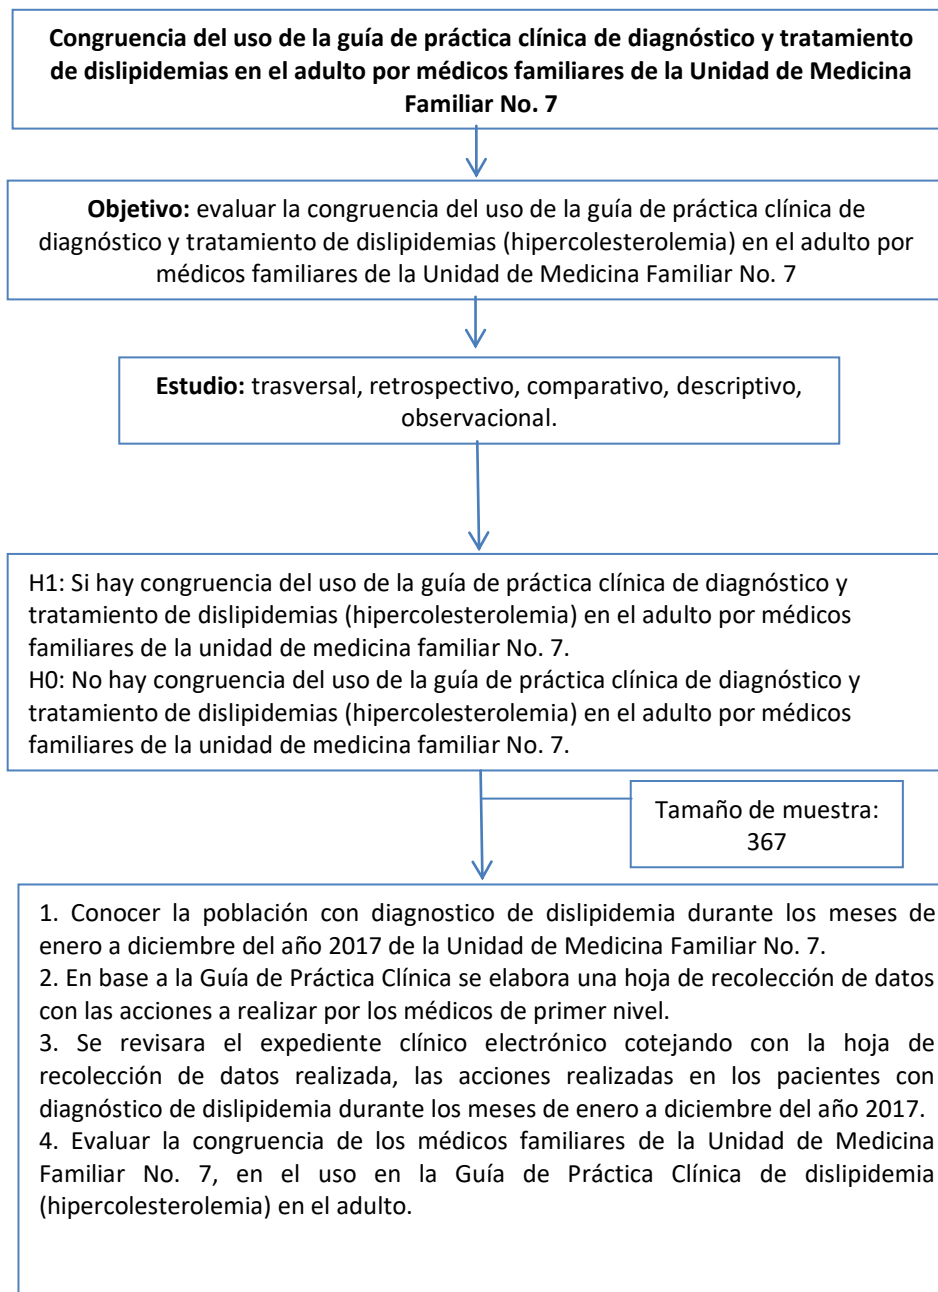 Congruencia del uso de la guía de práctica clínica de diagnóstico y tratamiento
de dislipidemias en el adulto por médicos familiares de la Unidad de Medicina
Familiar No. 7
Objetivo: evaluar la congruencia del uso de la guía de práctica clínica de
diagnóstico y tratamiento de dislipidemias (hipercolesterolemia) en el adulto por
médicos familiares de la Unidad de Medicina Familiar No. 7
Estudio: trasversal, retrospectivo, comparativo, descriptivo,
observacional.
H1: Si hay congruencia del uso de la guía de práctica clínica de diagnóstico y
tratamiento de dislipidemias (hipercolesterolemia) en el adulto por médicos
familiares de la unidad de medicina familiar No. 7.
H0: No hay congruencia del uso de la guía de práctica clínica de diagnóstico y
tratamiento de dislipidemias (hipercolesterolemia) en el adulto por médicos
familiares de la unidad de medicina familiar No. 7.
Tamaño de muestra:
367
1. Conocer la población con diagnostico de dislipidemia durante los meses de
enero a diciembre del año 2017 de la Unidad de Medicina Familiar No. 7.
2. En base a la Guía de Práctica Clínica se elabora una hoja de recolección de datos
con las acciones a realizar por los médicos de primer nivel.
3. Se revisara el expediente clínico electrónico cotejando con la hoja de
recolección de datos realizada, las acciones realizadas en los pacientes con
diagnóstico de dislipidemia durante los meses de enero a diciembre del año 2017.
4. Evaluar la congruencia de los médicos familiares de la Unidad de Medicina
Familiar No. 7, en el uso en la Guía de Práctica Clínica de dislipidemia
(hipercolesterolemia) en el adulto.